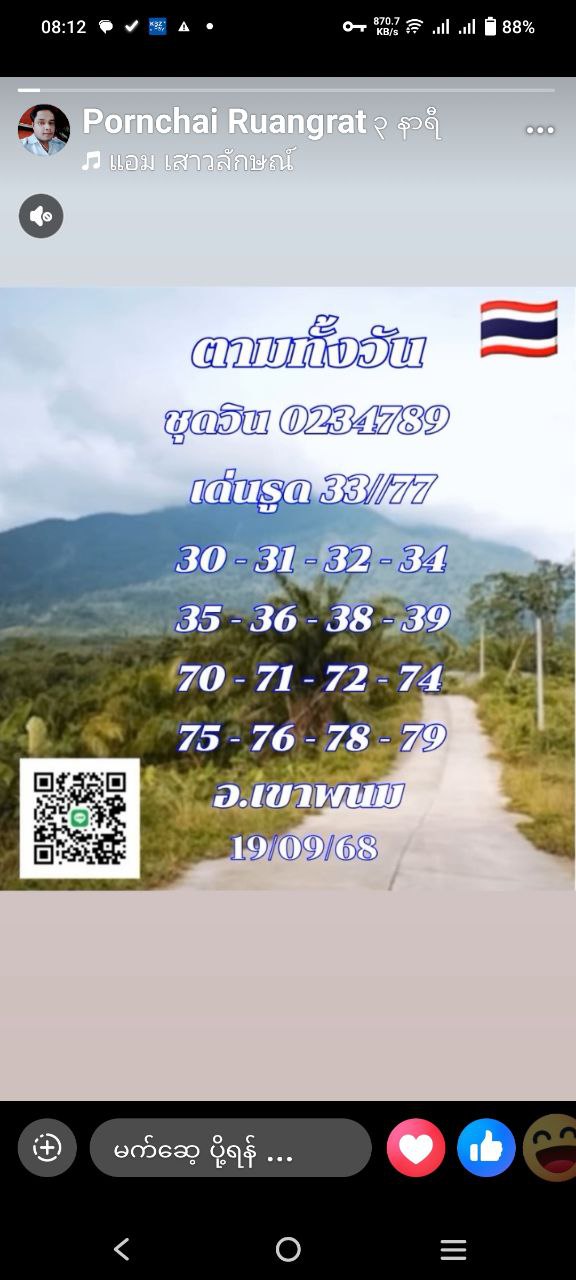 08:12
870.7 KB/s
88%
Pornchai Ruangrat ၃ နာရီ
แอม เสาวลักษณ์
ตามทั้งวัน
ชุดวิน 0234789
เด่นรูด 33//77
30 - 31 - 32 - 34
35 - 36 - 38 - 39
70 - 71 - 72 - 74
75 - 76 - 78 - 79
อ.เขาพนม
19/09/68
မက်ဆေ့ ပို့ရန် ...